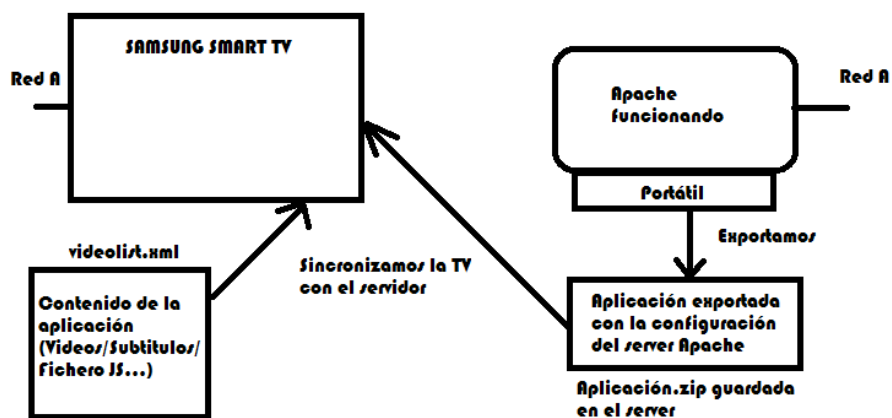 SAMSUNG SMART TV
Red A
Apache
funcionando
Red A
Portátil
Exportamos
videolist.xml
Sincronizamos la TV
con el servidor
Contenido de la
aplicación
(Videos/Subtitulos/
Fichero JS...)
Aplicación exportada
con la configuración
del server Apache
Aplicación.zip guardada
en el server